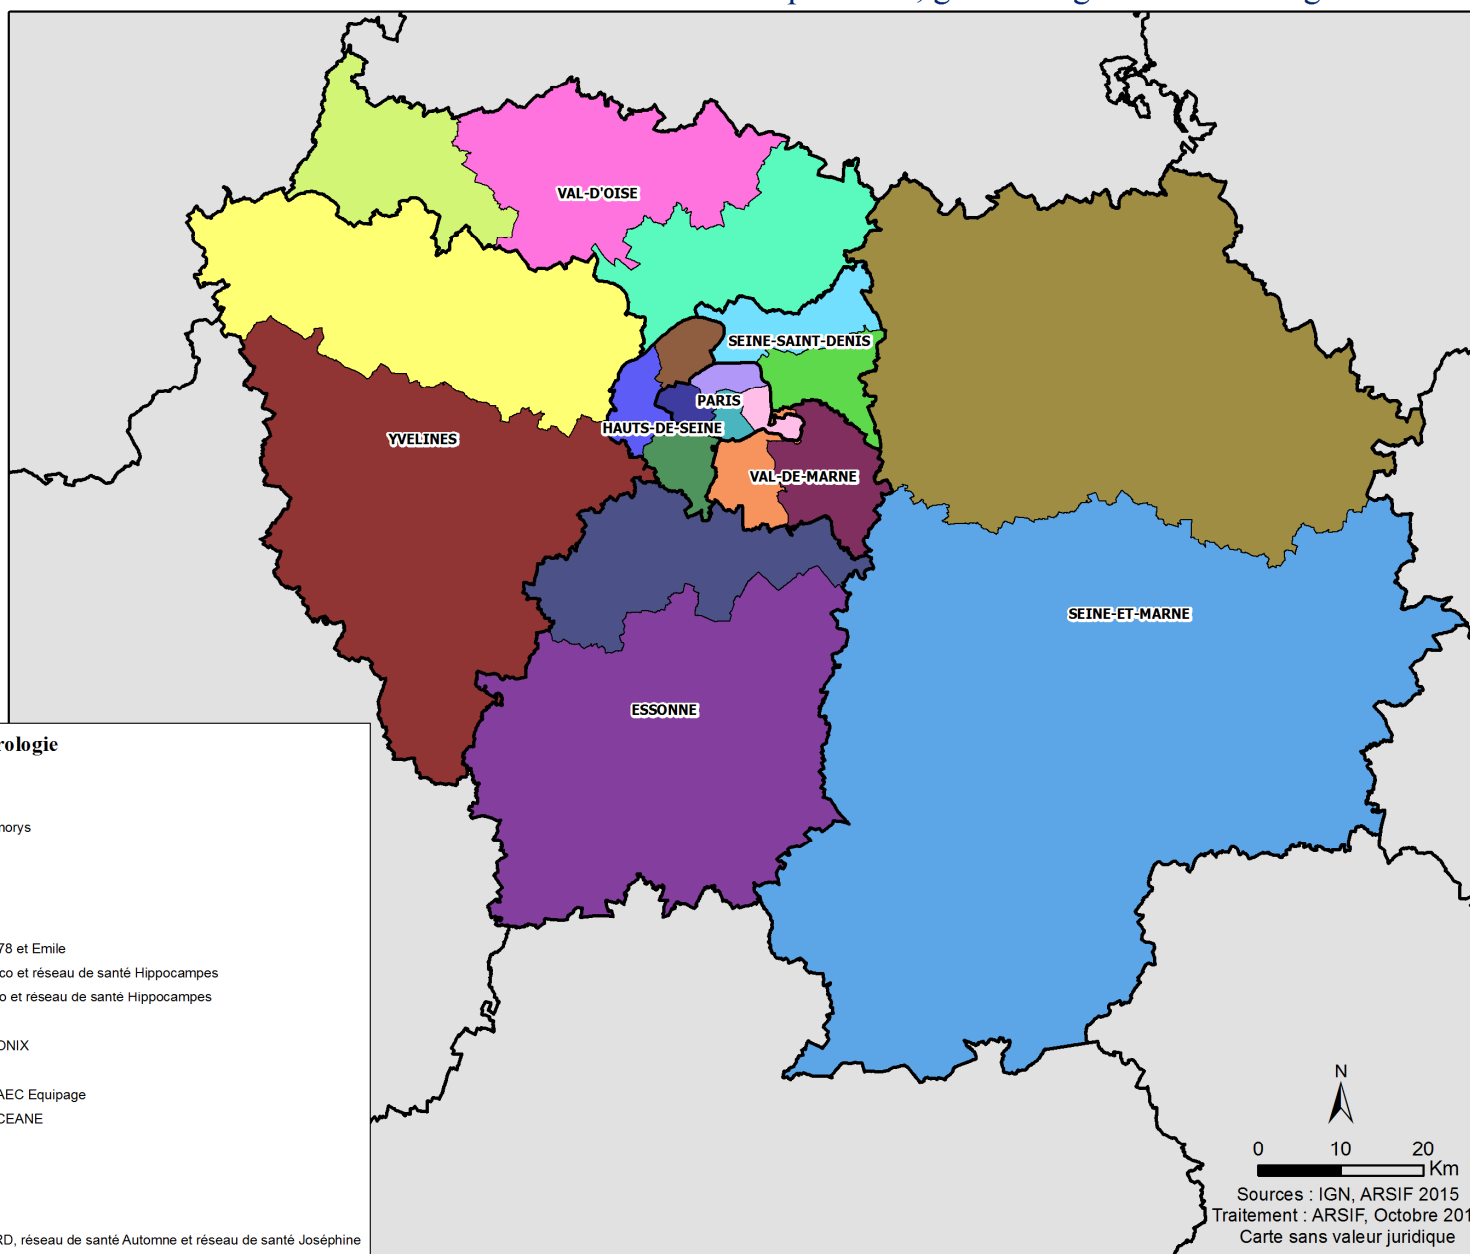 VAL-D'OISE
SEINE-SAINT-DENIS
PARIS
HAUTS-DE-SEINE
YVELINES
VAL-DE-MARNE
SEINE-ET-MARNE
ESSONNE
rologie
morys
78 et Emile
co et réseau de santé Hippocampes
o et réseau de santé Hippocampes
ONIX
AEC Equipage
CEANE
RD, réseau de santé Automne et réseau de santé Joséphine
N
0 10 20
Km
Sources : IGN, ARSIF 2015
Traitement : ARSIF, Octobre 201
Carte sans valeur juridique